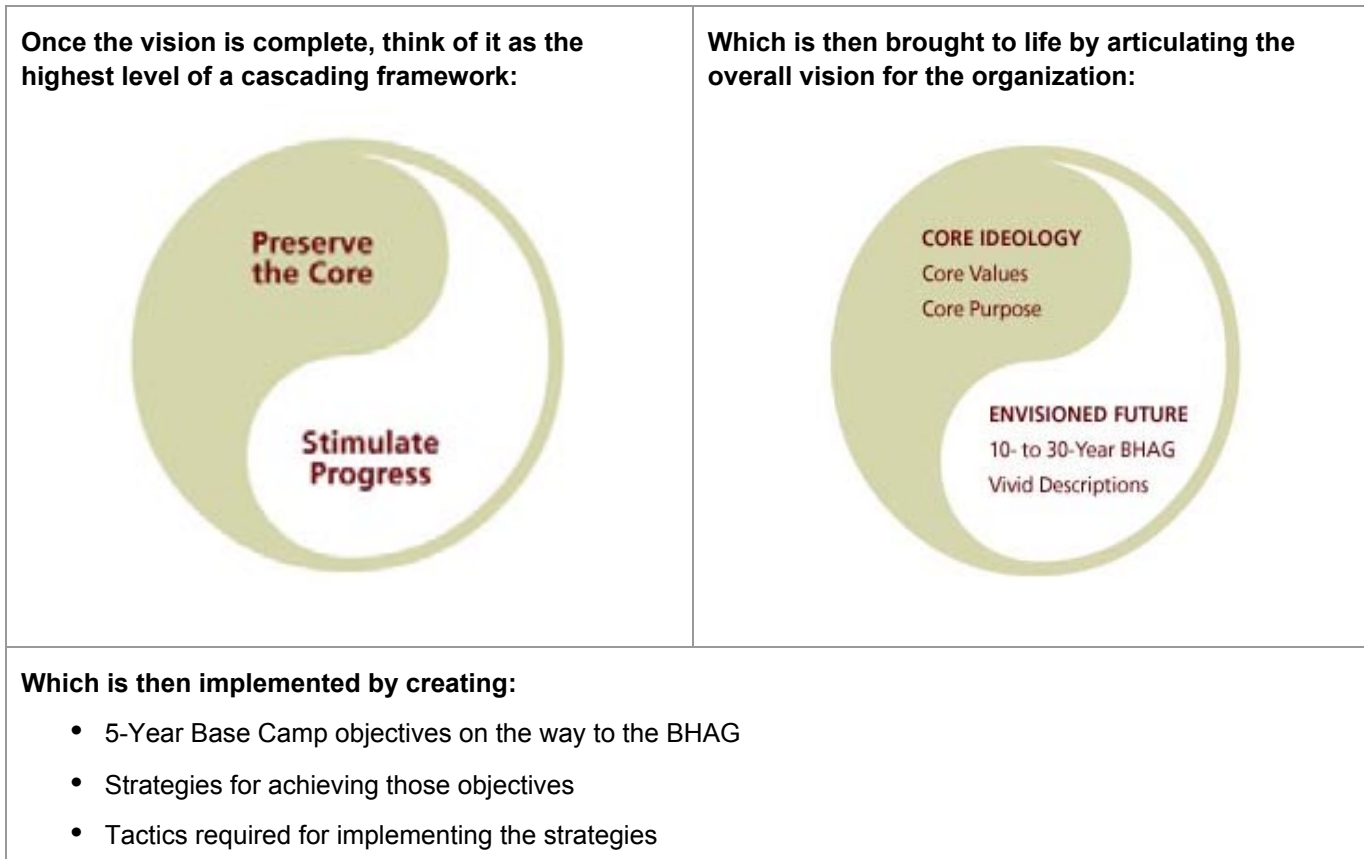 Once the vision is complete, think of it as the
highest level of a cascading framework:
Preserve
the Core
Stimulate
Progress
Which is then brought to life by articulating the
overall vision for the organization:
CORE IDEOLOGY
Core Values
Core Purpose
ENVISIONED FUTURE
10- to 30-Year BHAG
Vivid Descriptions
Which is then implemented by creating:
• 5-Year Base Camp objectives on the way to the BHAG
• Strategies for achieving those objectives
• Tactics required for implementing the strategies